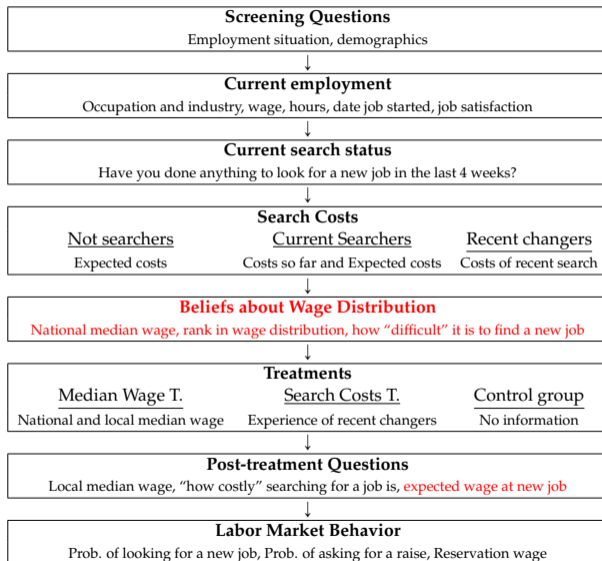 Screening Questions
Employment situation, demographics
↓
Current employment
Occupation and industry, wage, hours, date job started, job satisfaction
↓
Current search status
Have you done anything to look for a new job in the last 4 weeks?
↓
Search Costs
Not searchers Current Searchers Recent changers
Expected costs Costs so far and Expected costs Costs of recent search
↓
Beliefs about Wage Distribution
National median wage, rank in wage distribution, how “difficult” it is to find a new job
↓
Treatments
Median Wage T. Search Costs T. Control group
National and local median wage Experience of recent changers No information
↓
Post-treatment Questions
Local median wage, “how costly” searching for a job is, expected wage at new job
↓
Labor Market Behavior
Prob. of looking for a new job, Prob. of asking for a raise, Reservation wage